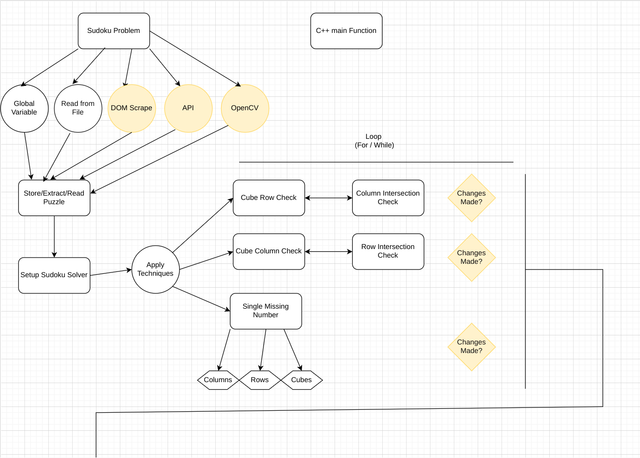 Sudoku Problem
C++ main Function
Global
Variable
Read from
File
DOM Scrape
API
OpenCV
Loop
(For / While)
Store/Extract/Read
Puzzle
Cube Row Check
Column Intersection
Check
Changes
Made?
Setup Sudoku Solver
Apply
Techniques
Cube Column Check
Row Intersection
Check
Changes
Made?
Single Missing
Number
Changes
Made?
Columns
Rows
Cubes